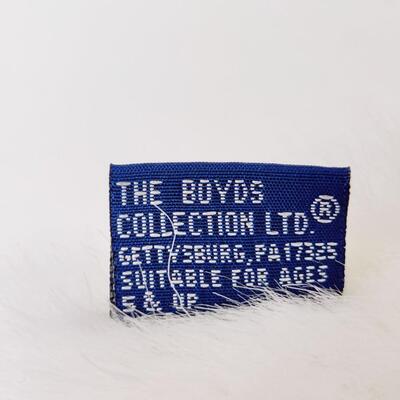 THE BOYDS
COLLECTION LTD.®
GETTYSBURG, PA 17325
SUITABLE FOR AGES
5 & UP